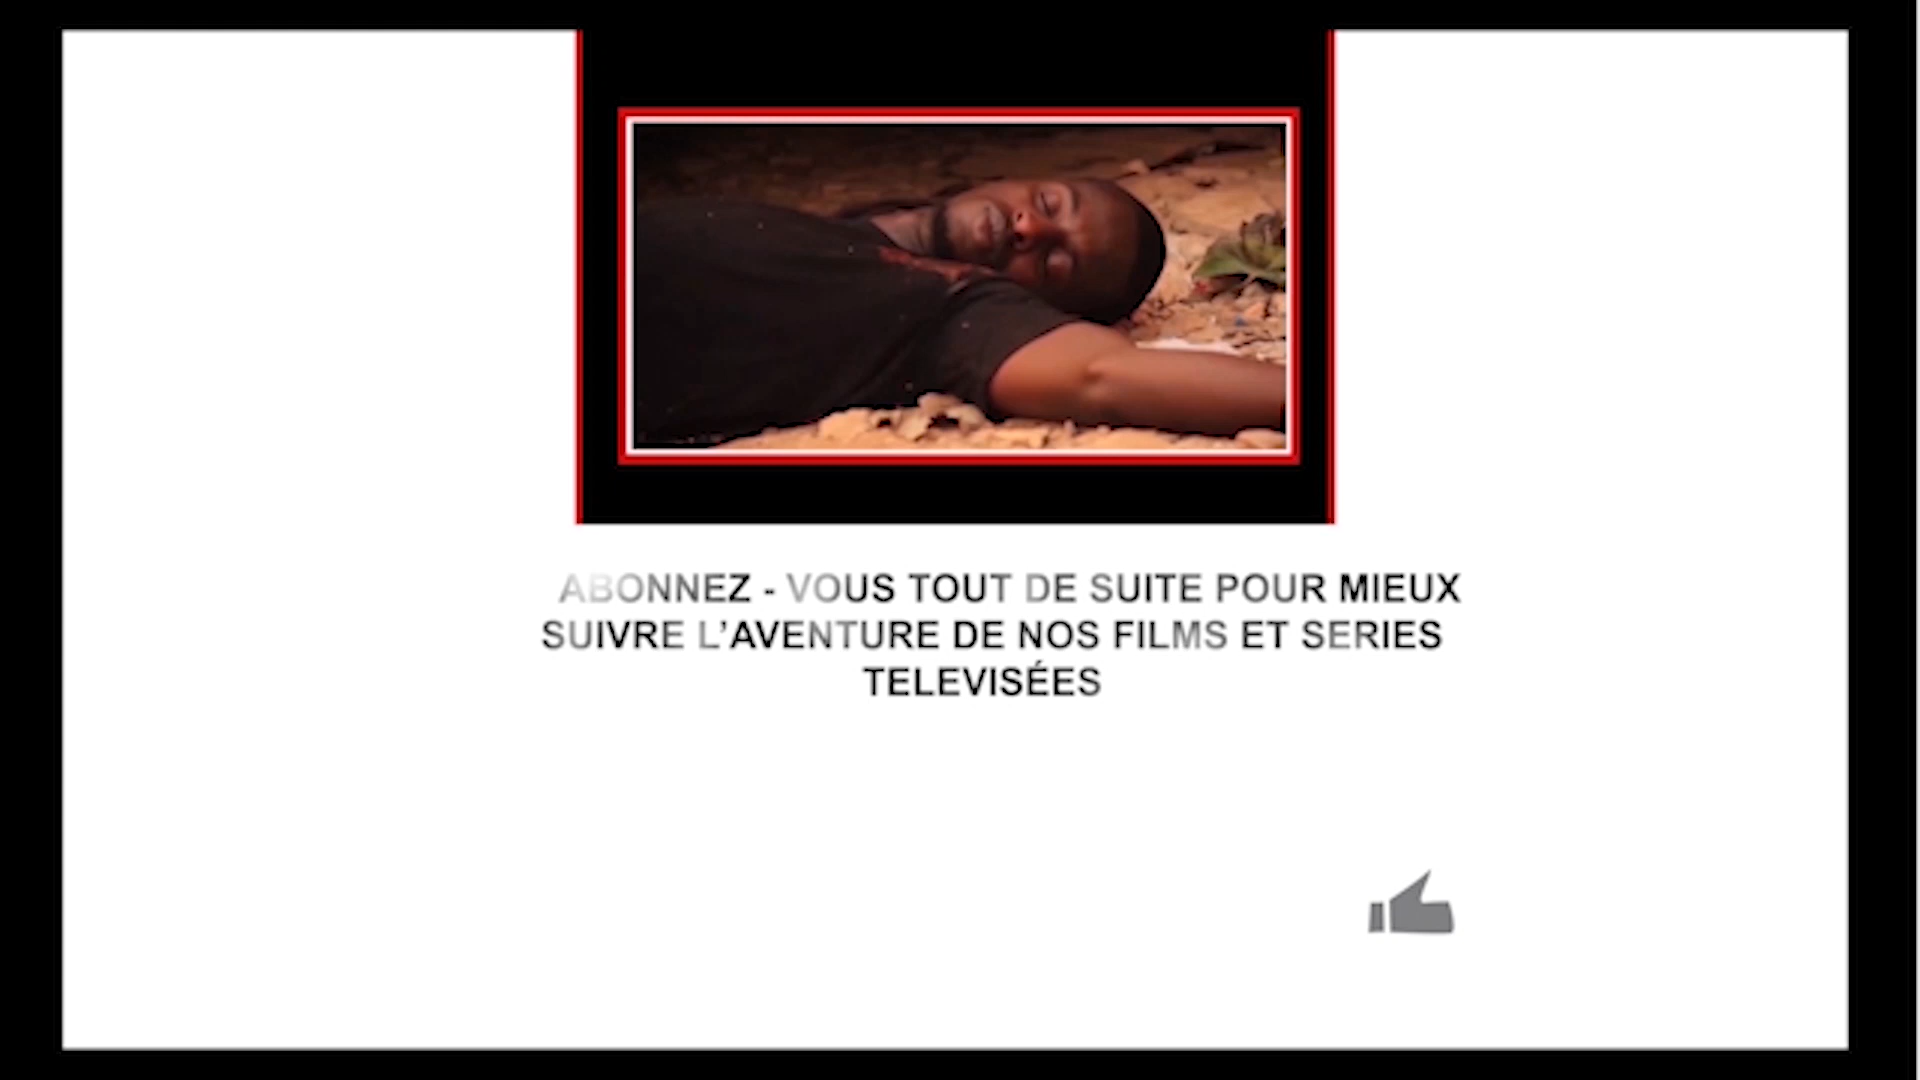 ABONNEZ - VOUS TOUT DE SUITE POUR MIEUX
SUIVRE L’AVENTURE DE NOS FILMS ET SERIES
TELEVISÉES